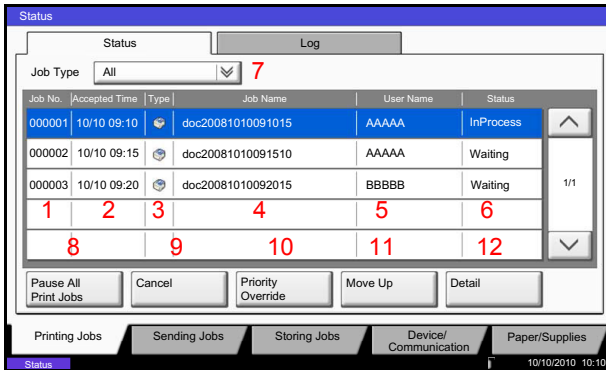 Status
Status Log
Job Type All 7
Job No. Accepted Time Type Job Name User Name Status
000001 10/10 09:10 doc20081010091015 AAAAA InProcess
000002 10/10 09:15 doc20081010091510 AAAAA Waiting
000003 10/10 09:20 doc20081010092015 BBBBB Waiting
1/1
1 2 3 4 5 6
8 9 10 11 12
Pause All
Print Jobs
Cancel
Priority
Override
Move Up
Detail
Printing Jobs
Sending Jobs
Storing Jobs
Device/
Communication
Paper/Supplies
Status 10/10/2010 10:10